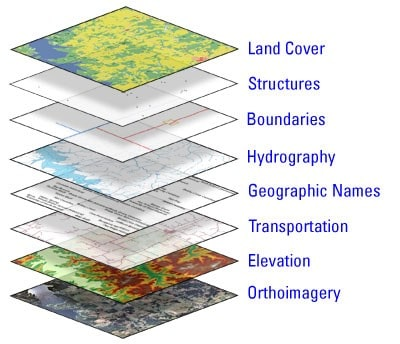 Land Cover
Structures
Boundaries
Hydrography
Geographic Names
Transportation
Elevation
Orthoimagery